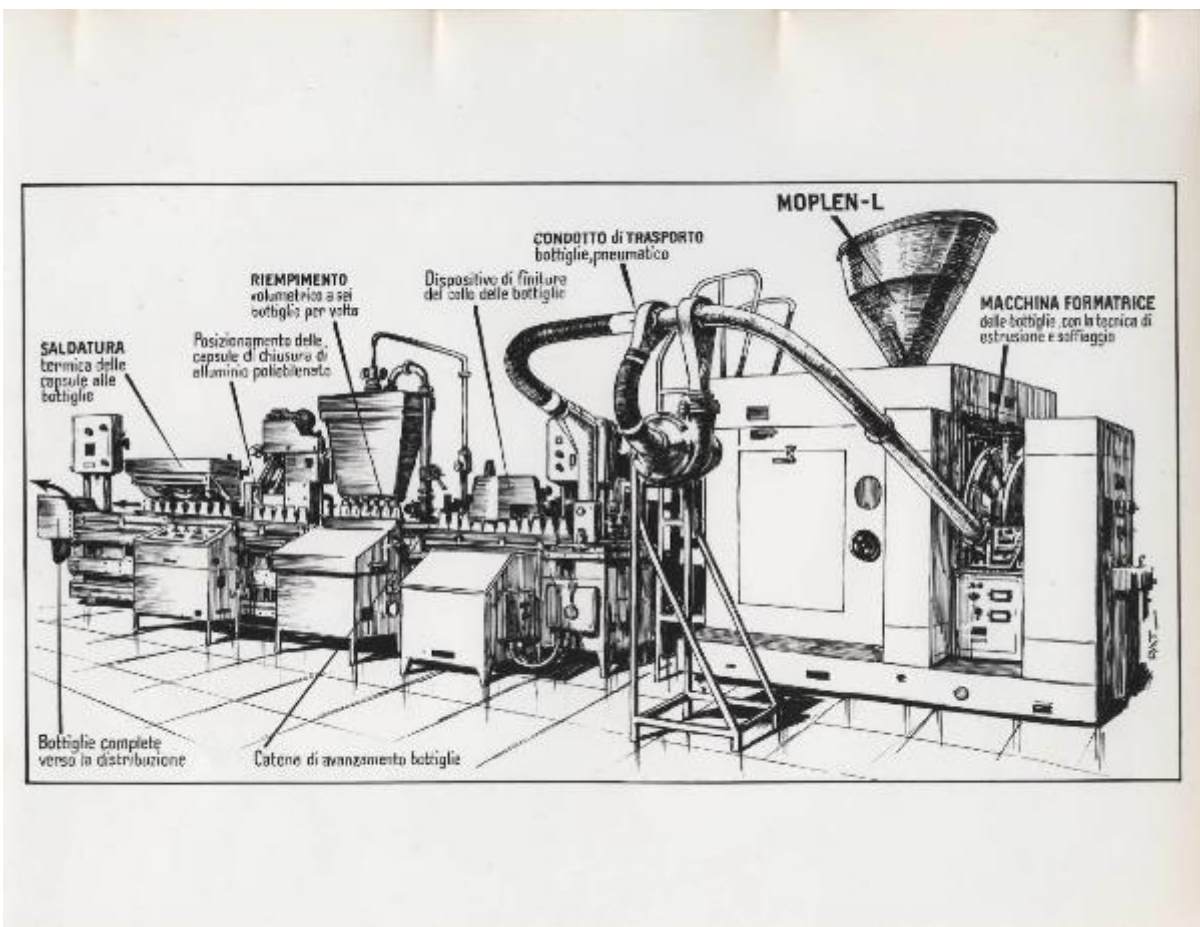 MOPLEN-L
CONDOTTO di TRASPORTO
bottiglie, pneumatico
MACCHINA FORMATRICE
delle bottiglie, con la tecnica di
estrusione e soffiaggio
Dispositivo di finitura
del collo delle bottiglie
RIEMPIMENTO
volumetrico a sei
bottiglie per volta
Posizionamento delle
capsule di chiusura di
alluminio polietilenato
SALDATURA
termica delle
capsule alle
bottiglie
Bottiglie complete
verso la distribuzione
Catena di avanzamento bottiglie